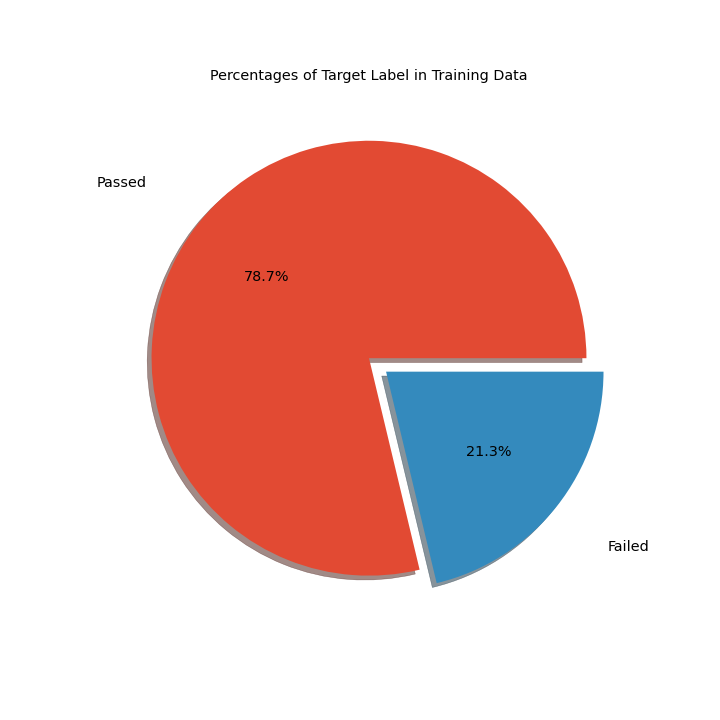 Percentages of Target Label in Training Data
Passed
78.7%
21.3%
Failed